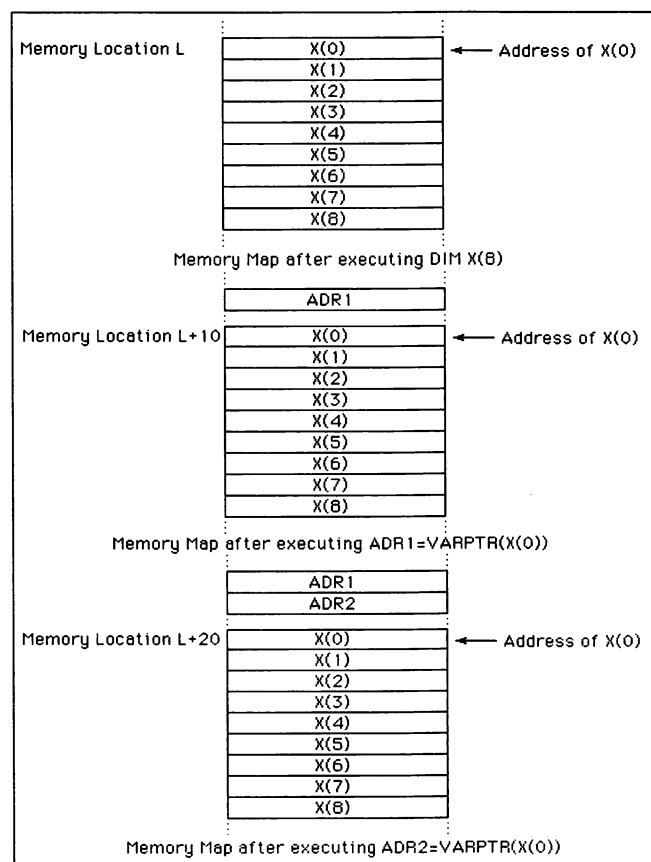 Memory Location L X(0) Address of X(0)
X(1)
X(2)
X(3)
X(4)
X(5)
X(6)
X(7)
X(8)
Memory Map after executing DIM X(8)
ADR1
Memory Location L+10 X(0) Address of X(0)
X(1)
X(2)
X(3)
X(4)
X(5)
X(6)
X(7)
X(8)
Memory Map after executing ADR1=VARPTR(X(0))
ADR1
ADR2
Memory Location L+20 X(0) Address of X(0)
X(1)
X(2)
X(3)
X(4)
X(5)
X(6)
X(7)
X(8)
Memory Map after executing ADR2=VARPTR(X(0))